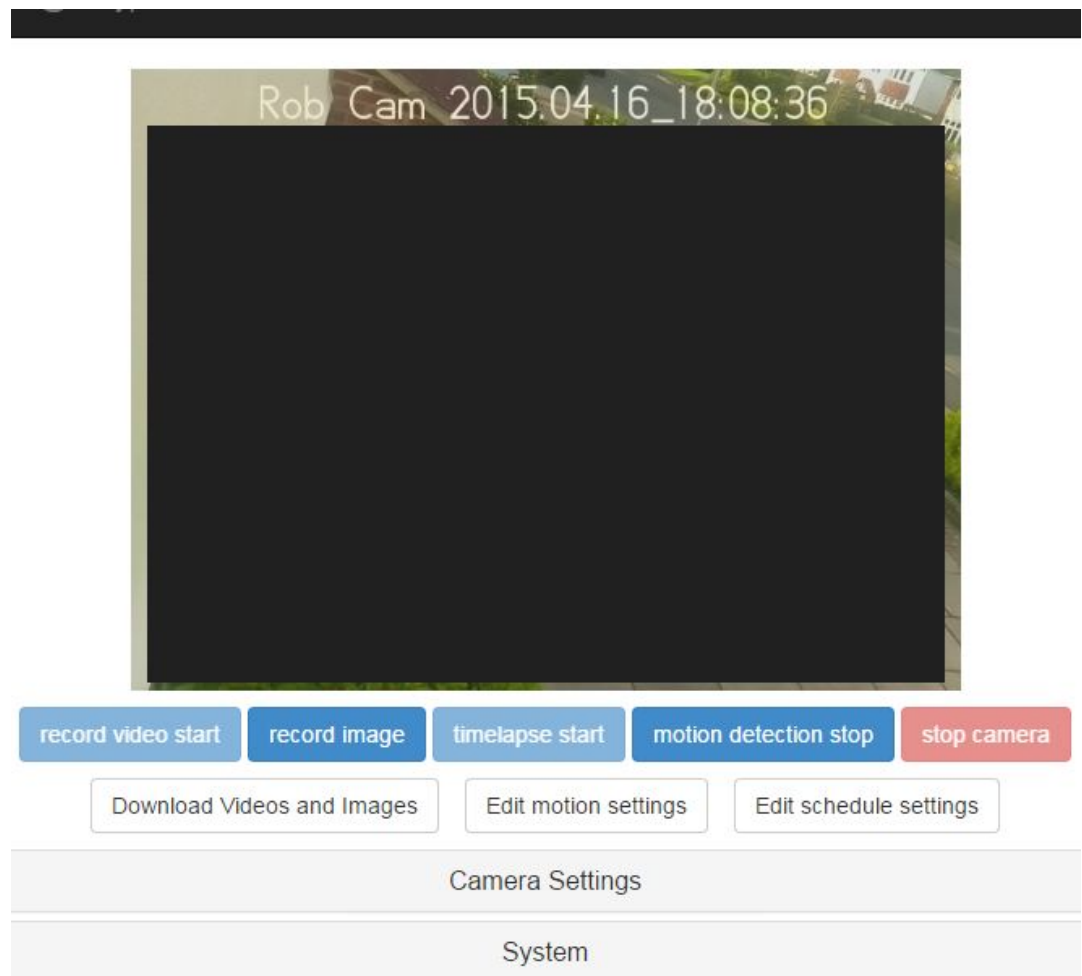 Rob Cam 2015.04.16_18:08:36
record video start record image timelapse start motion detection stop stop camera
Download Videos and Images Edit motion settings Edit schedule settings
Camera Settings
System